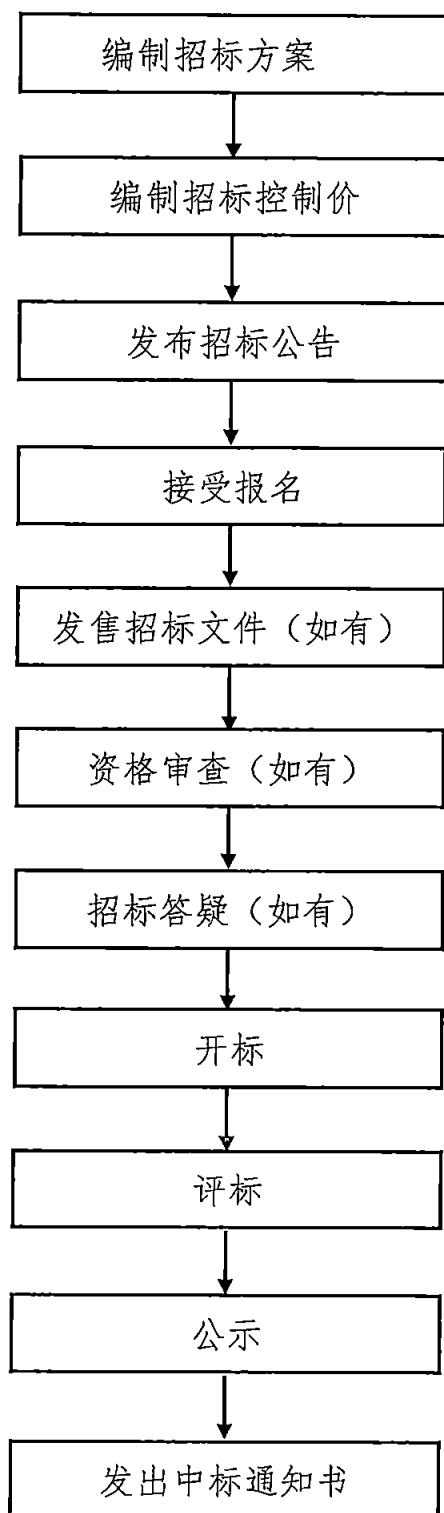 编制招标方案
编制招标控制价
发布招标公告
接受报名
发售招标文件（如有）
资格审查（如有）
招标答疑（如有）
开标
评标
公示
发出中标通知书